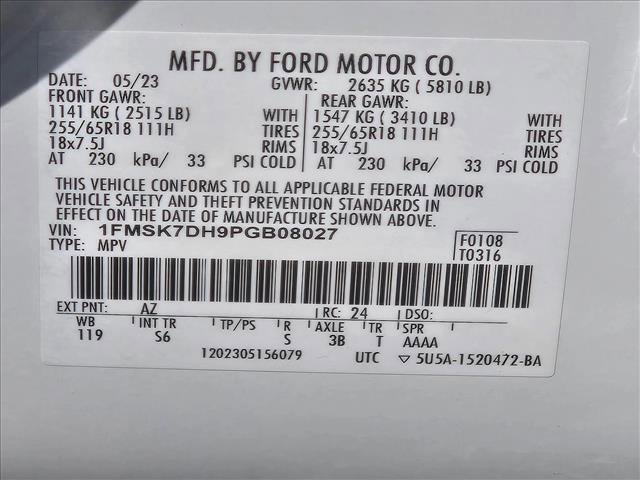 MFD. BY FORD MOTOR CO.
DATE: 05/23 GVWR: 2635 KG ( 5810 LB)
FRONT GAWR: REAR GAWR:
1141 KG ( 2515 LB) WITH 1547 KG ( 3410 LB) WITH
255/65R18 111H TIRES 255/65R18 111H TIRES
18x7.5J RIMS 18x7.5J RIMS
AT 230 kPa/ 33 PSI COLD AT 230 kPa/ 33 PSI COLD
THIS VEHICLE CONFORMS TO ALL APPLICABLE FEDERAL MOTOR
VEHICLE SAFETY AND THEFT PREVENTION STANDARDS IN
EFFECT ON THE DATE OF MANUFACTURE SHOWN ABOVE.
VIN: 1FMSK7DH9PGB08027 F0108
TYPE: MPV T0316
EXT PNT: AZ RC: 24 DSO:
WB INT TR TP/PS R AXLE TR SPR
119 S6 S 3B T AAAA
1202305156079 UTC ▽ 5U5A-1520472-BA